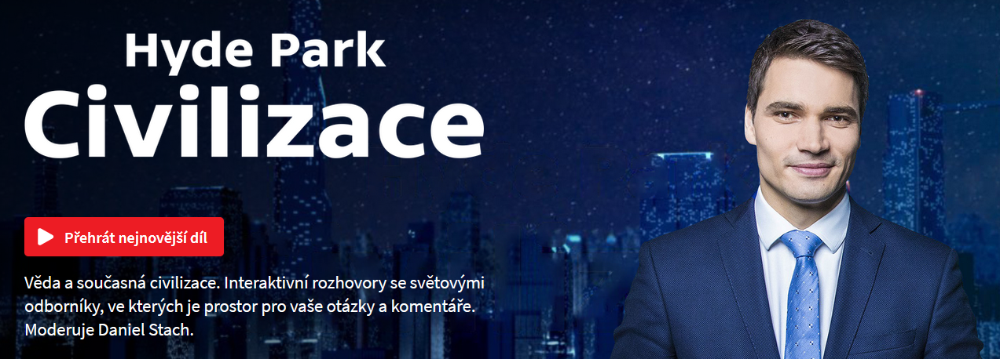 Hyde Park
Civilizace
Přehrát nejnovější díl
Věda a současná civilizace. Interaktivní rozhovory se světovými
odborníky, ve kterých je prostor pro vaše otázky a komentáře.
Moderuje Daniel Stach.